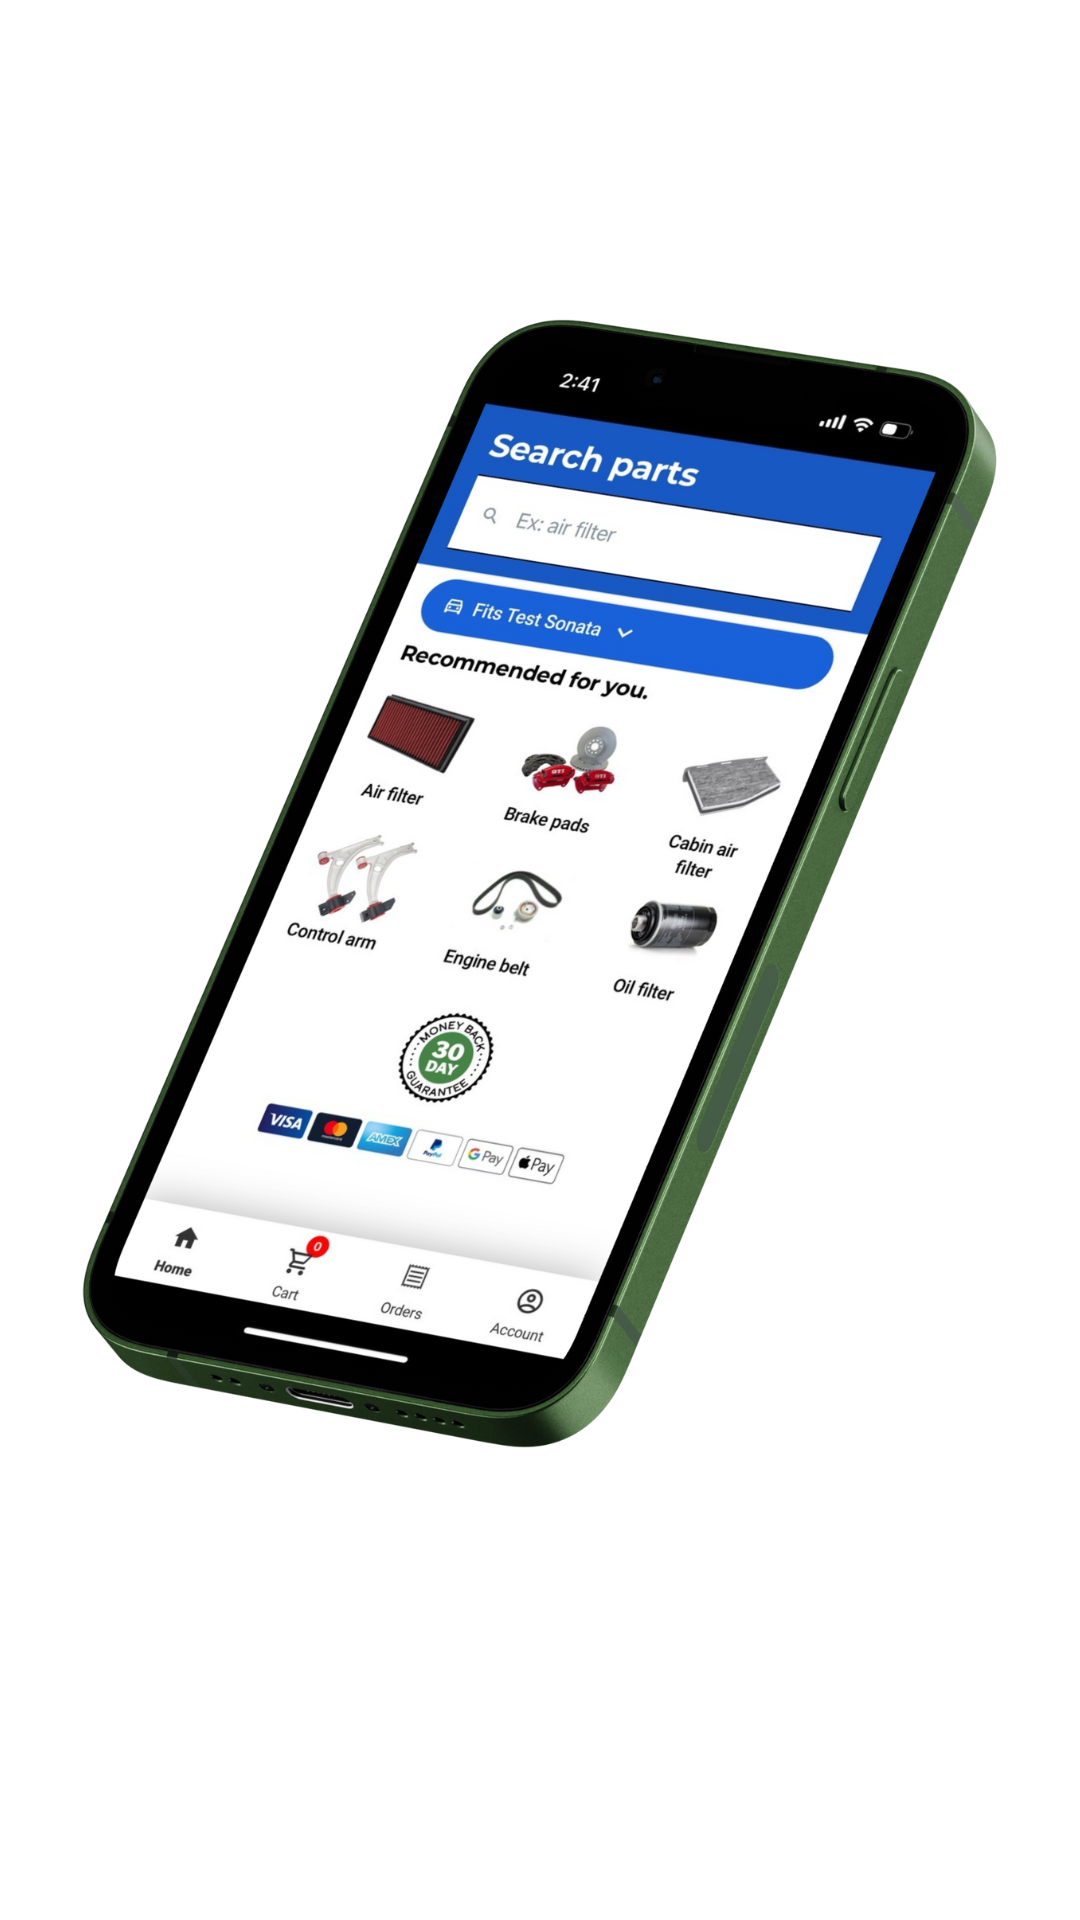 2:41
Search parts
Ex: air filter
Fits Test Sonata
Recommended for you.
Air filter
Brake pads
Cabin air
filter
Control arm
Engine belt
Oil filter
MONEY BACK
30
DAY
GUARANTEE
VISA
mastercard
AMEX
PayPal
G Pay
Pay
0
Home
Cart
Orders
Account